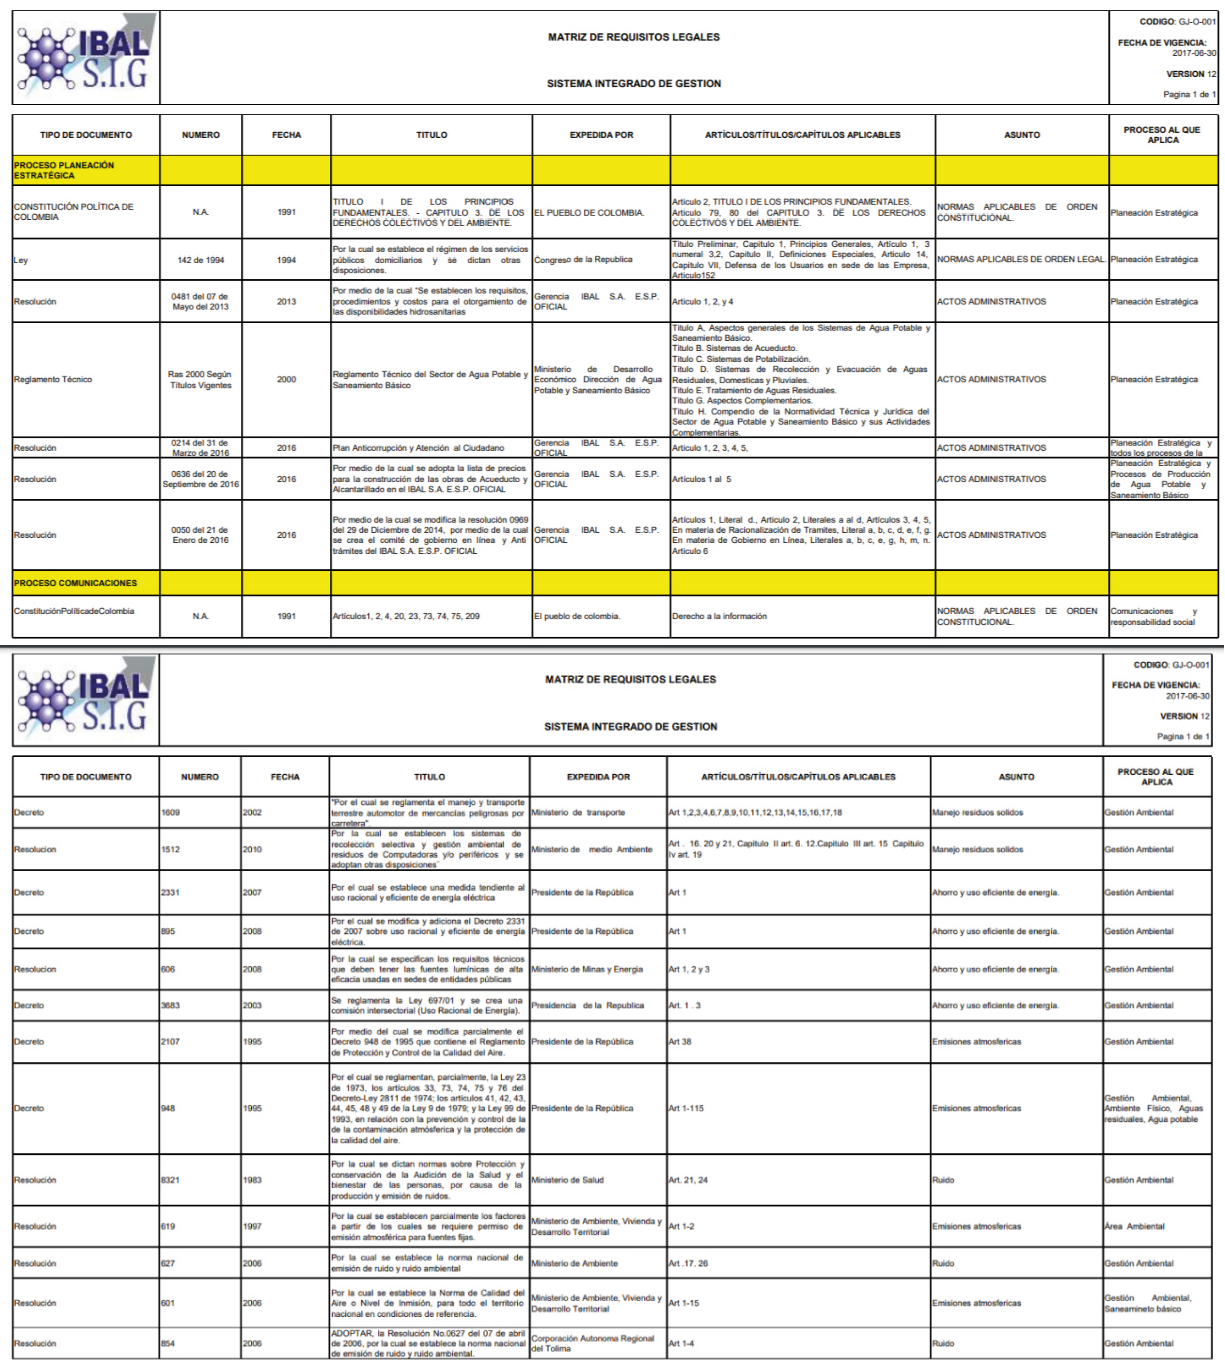 IBAL
S.I.G
MATRIZ DE REQUISITOS LEGALES
SISTEMA INTEGRADO DE GESTION
CODIGO: GJ-O-001
FECHA DE VIGENCIA:
2017-06-30
VERSION 12
Pagina 1 de 1
TIPO DE DOCUMENTO NUMERO FECHA TITULO EXPEDIDA POR ARTÍCULOS/TÍTULOS/CAPÍTULOS APLICABLES ASUNTO PROCESO AL QUE
APLICA
PROCESO PLANEACIÓN
ESTRATÉGICA
CONSTITUCIÓN POLÍTICA DE
COLOMBIA
N.A.
1991
TITULO I DE LOS PRINCIPIOS
FUNDAMENTALES. - CAPITULO 3. DE LOS
DERECHOS COLECTIVOS Y DEL AMBIENTE.
EL PUEBLO DE COLOMBIA.
Articulo 2, TITULO I DE LOS PRINCIPIOS FUNDAMENTALES.
Articulo 79, 80 del CAPITULO 3. DE LOS DERECHOS
COLECTIVOS Y DEL AMBIENTE.
NORMAS APLICABLES DE ORDEN
CONSTITUCIONAL.
Planeación Estratégica
Ley
142 de 1994
1994
Por la cual se establece el régimen de los servicios
públicos domiciliarios y se dictan otras
disposiciones.
Congreso de la Republica
Titulo Preliminar, Capitulo 1, Principios Generales, Artículo 1, 3
numeral 3,2, Capitulo II, Definiciones Especiales, Articulo 14,
Capitulo VII, Defensa de los Usuarios en sede de las Empresa,
Articulo152
NORMAS APLICABLES DE ORDEN LEGAL.
Planeación Estratégica
Resolución
0481 del 07 de
Mayo del 2013
2013
Por medio de la cual "Se establecen los requisitos,
procedimientos y costos para el otorgamiento de
las disponibilidades hidrosanitarias
Gerencia IBAL S.A. E.S.P.
OFICIAL
Articulo 1, 2, y 4
ACTOS ADMINISTRATIVOS
Planeación Estratégica
Reglamento Técnico
Ras 2000 Según
Títulos Vigentes
2000
Reglamento Técnico del Sector de Agua Potable y
Saneamiento Básico
Ministerio de Desarrollo
Económico Dirección de Agua
Potable y Saneamiento Básico
Titulo A, Aspectos generales de los Sistemas de Agua Potable y
Saneamiento Básico.
Titulo B. Sistemas de Acueducto.
Titulo C. Sistemas de Potabilización.
Titulo D. Sistemas de Recolección y Evacuación de Aguas
Residuales, Domesticas y Pluviales.
Titulo E. Tratamiento de Aguas Residuales.
Titulo G. Aspectos Complementarios.
Titulo H. Compendio de la Normatividad Técnica y Jurídica del
Sector de Agua Potable y Saneamiento Básico y sus Actividades
Complementarias.
ACTOS ADMINISTRATIVOS
Planeación Estratégica
Resolución
0214 del 31 de
Marzo de 2016
2016
Plan Anticorrupción y Atención al Ciudadano
Gerencia IBAL S.A. E.S.P.
OFICIAL
Articulo 1, 2, 3, 4, 5,
ACTOS ADMINISTRATIVOS
Planeación Estratégica y
todos los procesos de la
Resolución
0636 del 20 de
Septiembre de 2016
2016
Por medio de la cual se adopta la lista de precios
para la construcción de las obras de Acueducto y
Alcantarillado en el IBAL S.A. E.S.P. OFICIAL
Gerencia IBAL S.A. E.S.P.
OFICIAL
Artículos 1 al 5
ACTOS ADMINISTRATIVOS
Planeación Estratégica y
Procesos de Producción
de Agua Potable y
Saneamiento Básico
Resolución
0050 del 21 de
Enero de 2016
2016
Por medio de la cual se modifica la resolución 0969
del 29 de Diciembre de 2014, por medio de la cual
se crea el comité de gobierno en línea y Anti
trámites del IBAL S.A. E.S.P. OFICIAL
Gerencia IBAL S.A. E.S.P.
OFICIAL
Artículos 1, Literal d., Articulo 2, Literales a al d, Artículos 3, 4, 5,
En materia de Racionalización de Tramites, Literal a, b, c, d, e, f, g.
En materia de Gobierno en Línea, Literales a, b, c, e, g, h, m, n.
Articulo 6
ACTOS ADMINISTRATIVOS
Planeación Estratégica
PROCESO COMUNICACIONES
ConstituciónPolíticadeColombia
N.A.
1991
Artículos1, 2, 4, 20, 23, 73, 74, 75, 209
El pueblo de colombia.
Derecho a la información
NORMAS APLICABLES DE ORDEN
CONSTITUCIONAL.
Comunicaciones y
responsabilidad social
IBAL
S.I.G
MATRIZ DE REQUISITOS LEGALES
SISTEMA INTEGRADO DE GESTION
CODIGO: GJ-O-001
FECHA DE VIGENCIA:
2017-06-30
VERSION 12
Pagina 1 de 1
TIPO DE DOCUMENTO NUMERO FECHA TITULO EXPEDIDA POR ARTÍCULOS/TÍTULOS/CAPÍTULOS APLICABLES ASUNTO PROCESO AL QUE
APLICA
Decreto
1609
2002
"Por el cual se reglamenta el manejo y transporte
terrestre automotor de mercancías peligrosas por
carretera".
Ministerio de transporte
Art 1,2,3,4,6,7,8,9,10,11,12,13,14,15,16,17,18
Manejo residuos solidos
Gestión Ambiental
Resolucion
1512
2010
Por la cual se establecen los sistemas de
recolección selectiva y gestión ambiental de
residuos de Computadoras y/o periféricos y se
adoptan otras disposiciones¨
Ministerio de medio Ambiente
Art . 16. 20 y 21, Capitulo II art. 6. 12.Capitulo III art. 15 Capitulo
Iv art. 19
Manejo residuos solidos
Gestión Ambiental
Decreto
2331
2007
Por el cual se establece una medida tendiente al
uso racional y eficiente de energía eléctrica
Presidente de la República
Art 1
Ahorro y uso eficiente de energía.
Gestión Ambiental
Decreto
895
2008
Por el cual se modifica y adiciona el Decreto 2331
de 2007 sobre uso racional y eficiente de energía
eléctrica.
Presidente de la República
Art 1
Ahorro y uso eficiente de energía.
Gestión Ambiental
Resolucion
606
2008
Por la cual se especifican los requisitos técnicos
que deben tener las fuentes lumínicas de alta
eficacia usadas en sedes de entidades públicas
Ministerio de Minas y Energia
Art 1, 2 y 3
Ahorro y uso eficiente de energía.
Gestión Ambiental
Decreto
3683
2003
Se reglamenta la Ley 697/01 y se crea una
comisión intersectorial (Uso Racional de Energía).
Presidencia de la Republica
Art. 1 . 3
Ahorro y uso eficiente de energía.
Gestión Ambiental
Decreto
2107
1995
Por medio del cual se modifica parcialmente el
Decreto 948 de 1995 que contiene el Reglamento
de Protección y Control de la Calidad del Aire.
Presidente de la República
Art 38
Emisiones atmosfericas
Gestión Ambiental
Decreto
948
1995
Por el cual se reglamentan, parcialmente, la Ley 23
de 1973, los artículos 33, 73, 74, 75 y 76 del
Decreto-Ley 2811 de 1974; los artículos 41, 42, 43,
44, 45, 48 y 49 de la Ley 9 de 1979; y la Ley 99 de
1993, en relación con la prevención y control de la
de la contaminación atmósferica y la protección de
la calidad del aire.
Presidente de la República
Art 1-115
Emisiones atmosfericas
Gestión Ambiental,
Ambiente Físico, Aguas
residuales, Agua potable
Resolución
8321
1983
Por la cual se dictan normas sobre Protección y
conservación de la Audición de la Salud y el
bienestar de las personas, por causa de la
producción y emisión de ruidos.
Ministerio de Salud
Art. 21, 24
Ruido
Gestión Ambiental
Resolución
619
1997
Por la cual se establecen parcialmente los factores
a partir de los cuales se requiere permiso de
emisión atmosférica para fuentes fijas.
Ministerio de Ambiente, Vivienda y
Desarrollo Territorial
Art 1-2
Emisiones atmosfericas
Área Ambiental
Resolución
627
2006
Por la cual se establece la norma nacional de
emisión de ruido y ruido ambiental
Ministerio de Ambiente
Art .17. 26
Ruido
Gestión Ambiental
Resolución
601
2006
Por la cual se establece la Norma de Calidad del
Aire o Nivel de Inmisión, para todo el territorio
nacional en condiciones de referencia.
Ministerio de Ambiente, Vivienda y
Desarrollo Territorial
Art 1-15
Emisiones atmosfericas
Gestión Ambiental,
Saneamineto básico
Resolución
854
2006
ADOPTAR, la Resolución No.0627 del 07 de abril
de 2006, por la cual se establece la norma nacional
de emisión de ruido y ruido ambiental.
Corporación Autonoma Regional
del Tolima
Art 1-4
Ruido
Gestión Ambiental